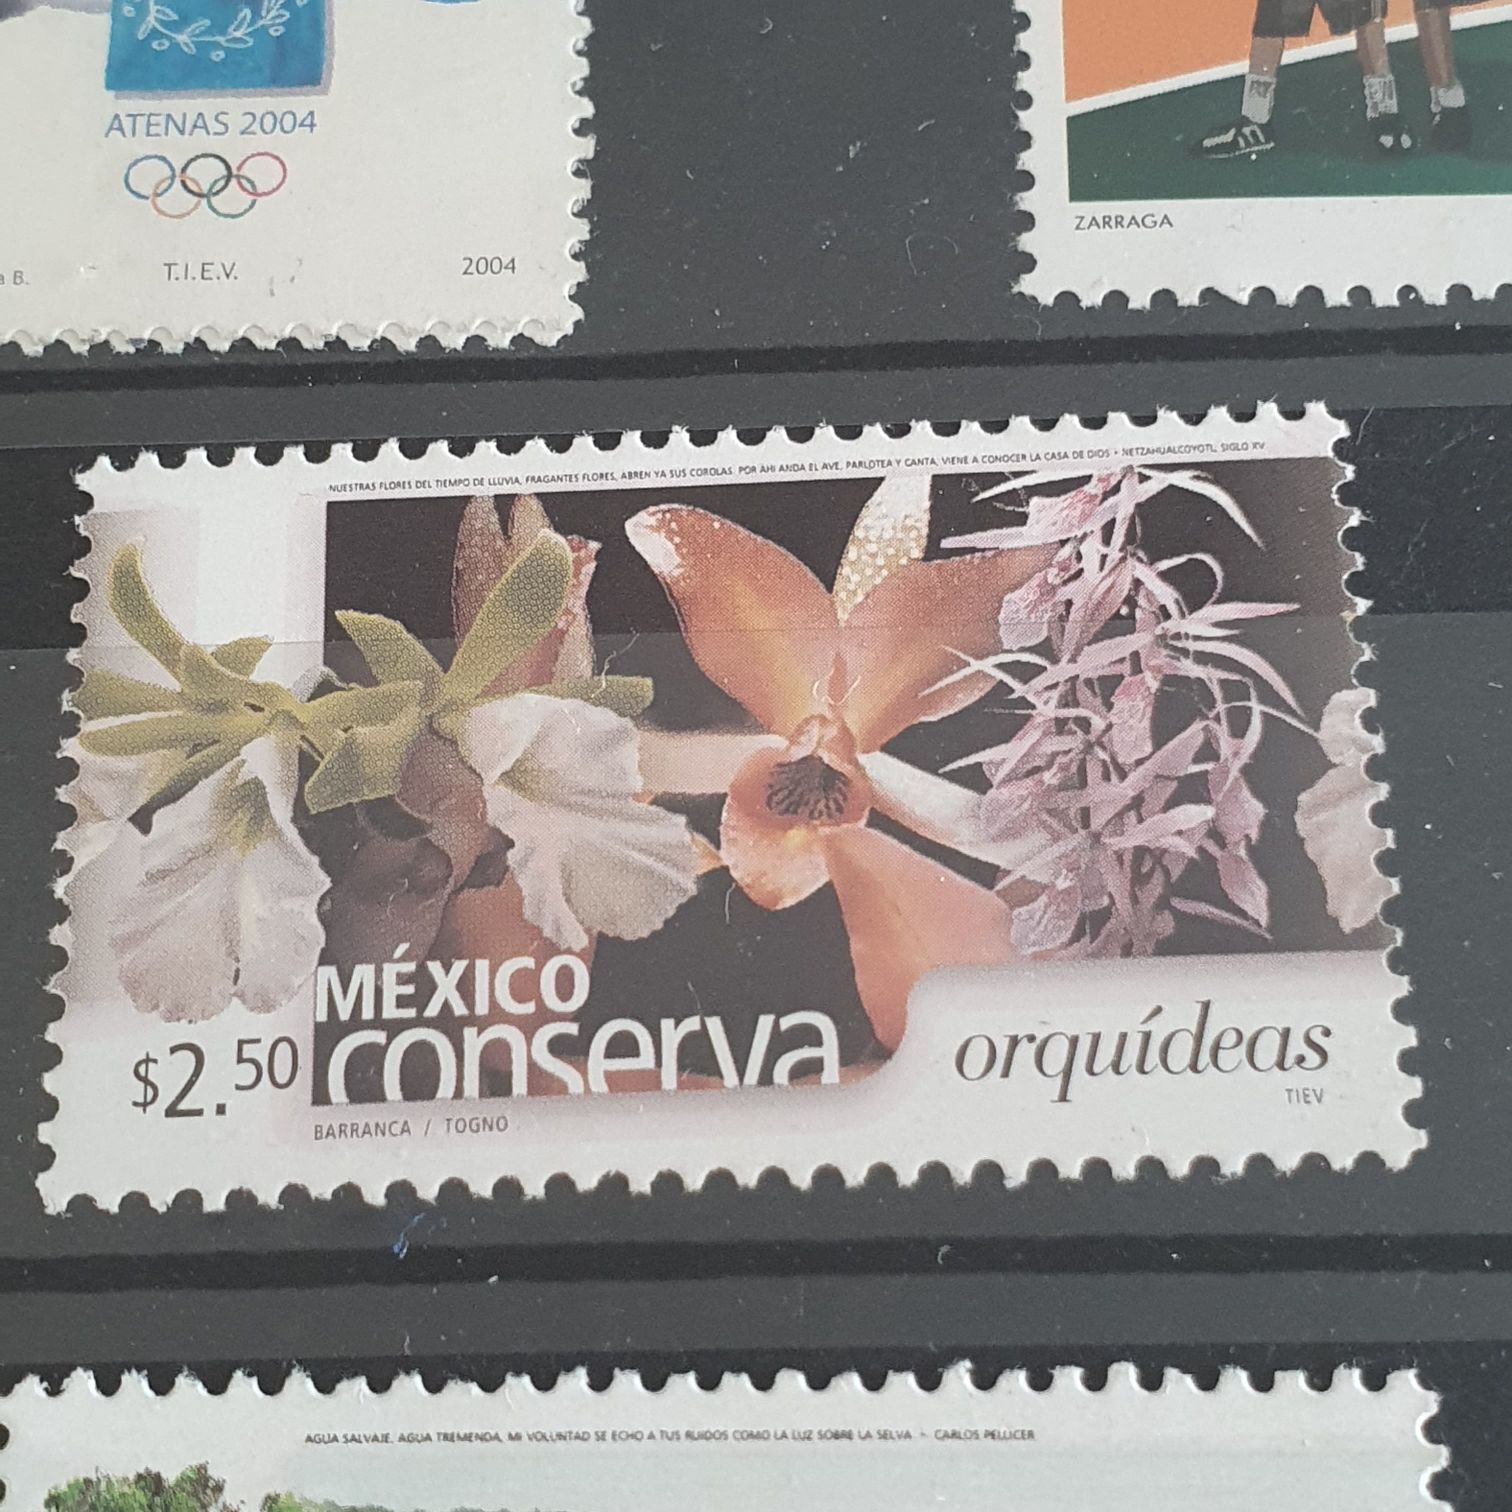 ATENAS 2004
a B.
T.I.E.V.
2004
ZARRAGA
NUESTRAS FLORES DEL TIEMPO DE LLUVIA, FRAGANTES FLORES, ABREN YA SUS COROLAS. POR AHÍ ANDA EL AVE, PARLOTEA Y CANTA, VIENE A CONOCER LA CASA DE DIOS • NETZAHUALCOYOTL, SIGLO XV
MÉXICO
conserva
$2.50
orquídeas
TIEV
BARRANCA / TOGNO
AGUA SALVAJE, AGUA TREMENDA, MI VOLUNTAD SE ECHO A TUS RUIDOS COMO LA LUZ SOBRE LA SELVA - CARLOS PELLICER